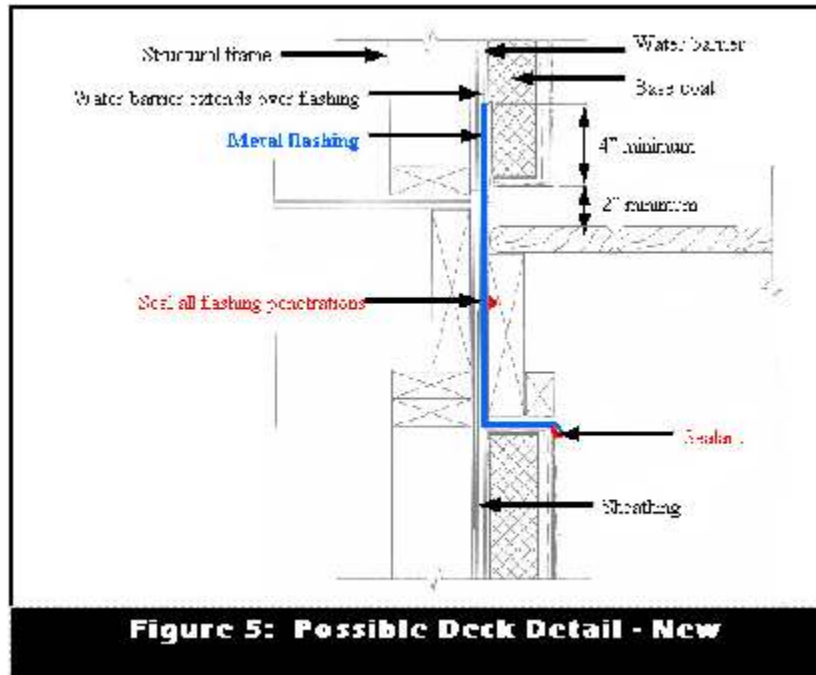 Structural frame
Water barrier
Water barrier extends over flashing
Base coat
Metal flashing
4" minimum
2" minimum
Seal all flashing penetrations
Sealant
Sheathing
Figure 5: Possible Deck Detail - New